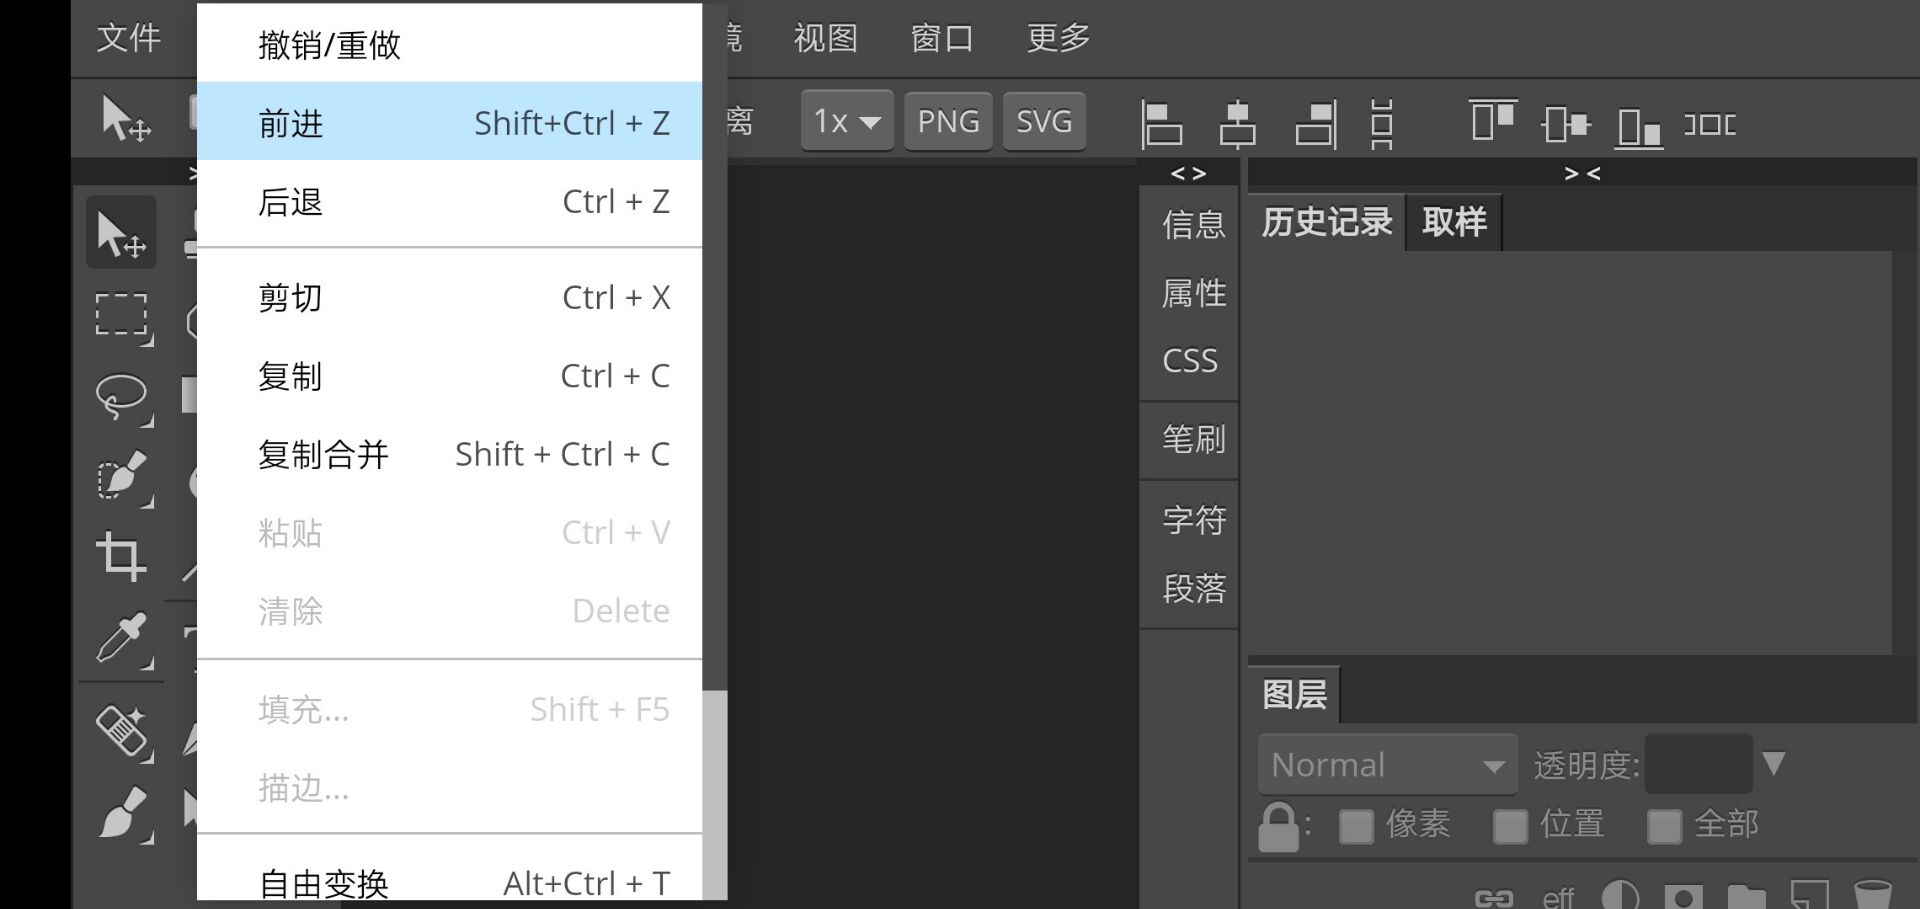 文件
视图
窗口
更多
撤销/重做
前进 Shift+Ctrl + Z
后退 Ctrl + Z
剪切 Ctrl + X
复制 Ctrl + C
复制合并 Shift + Ctrl + C
粘贴 Ctrl + V
清除 Delete
填充... Shift + F5
描边...
自由变换 Alt+Ctrl + T
离
1x
PNG
SVG
< >
> <
信息
属性
CSS
笔刷
字符
段落
历史记录
取样
图层
Normal
透明度:
:
像素
位置
全部
eff